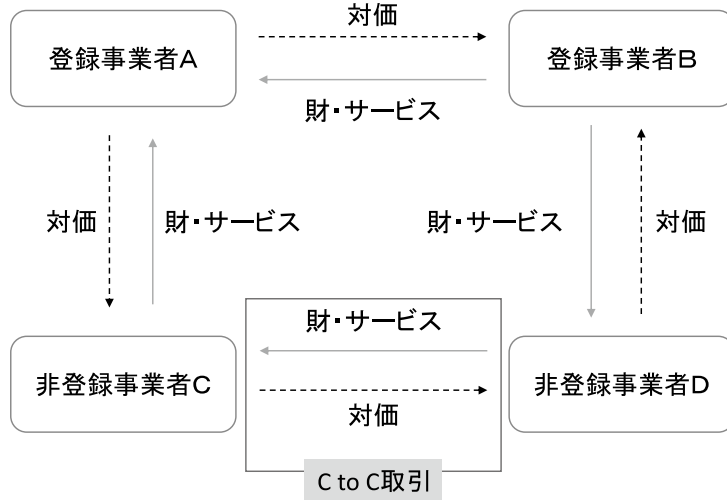 対価
登録事業者A
登録事業者B
財・サービス
対価
財・サービス
財・サービス
対価
財・サービス
非登録事業者C
非登録事業者D
対価
C to C取引